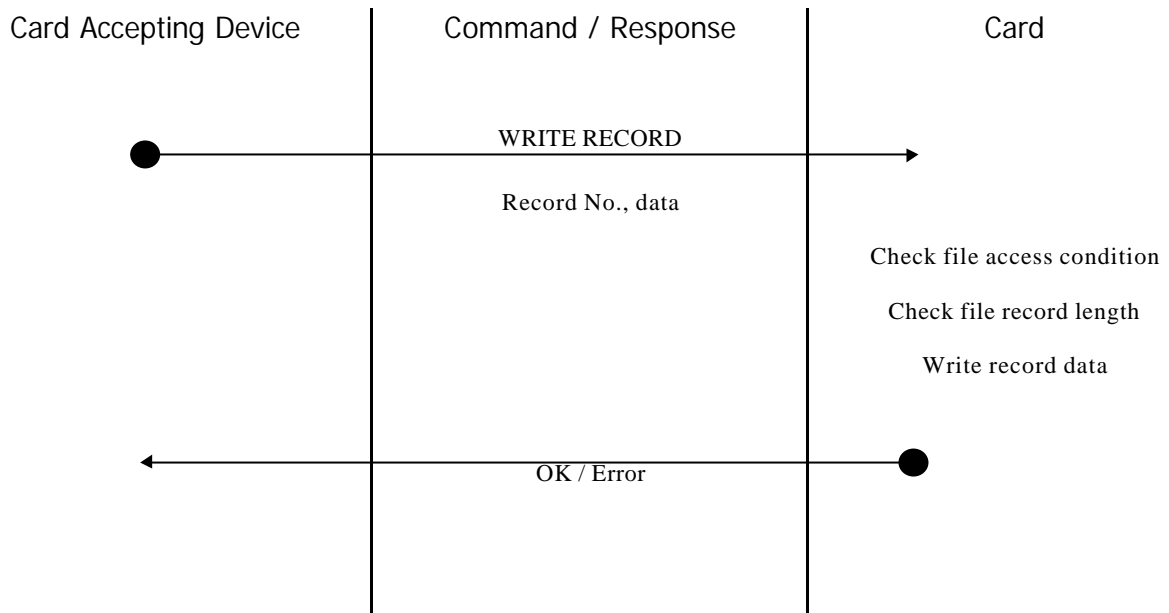 Card Accepting Device
Command / Response
Card
WRITE RECORD
Record No., data
Check file access condition
Check file record length
Write record data
OK / Error